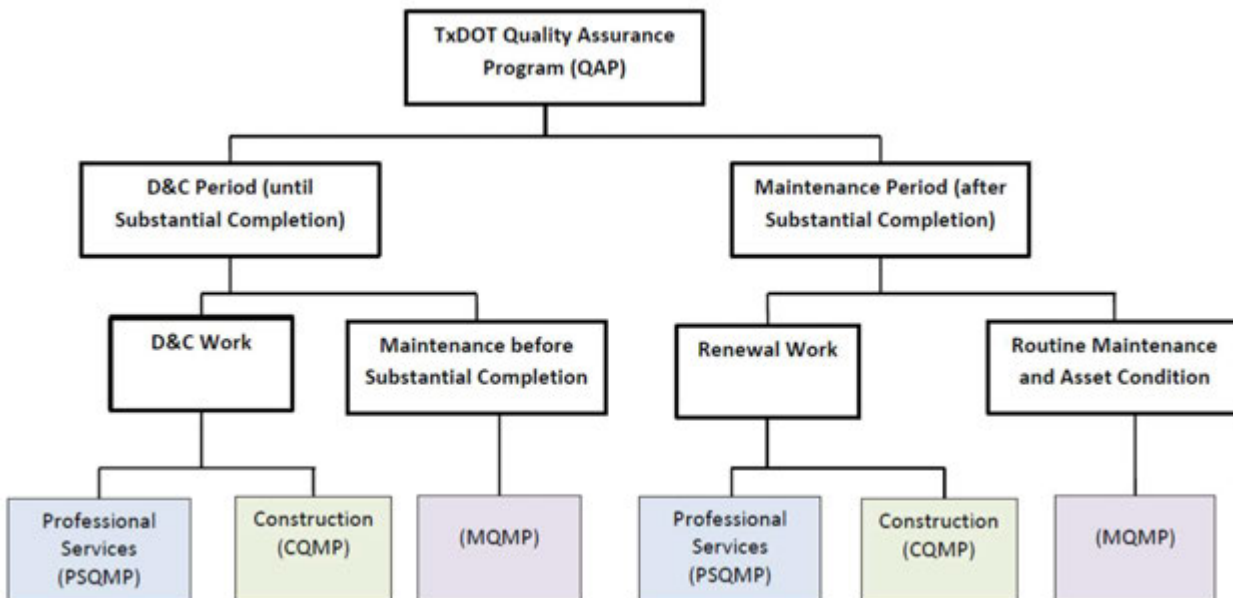 TxDOT Quality Assurance
Program (QAP)
D&C Period (until
Substantial Completion)
Maintenance Period (after
Substantial Completion)
D&C Work
Maintenance before
Substantial Completion
Renewal Work
Routine Maintenance
and Asset Condition
Professional
Services
(PSQMP)
Construction
(CQMP)
(MQMP)
Professional
Services
(PSQMP)
Construction
(CQMP)
(MQMP)